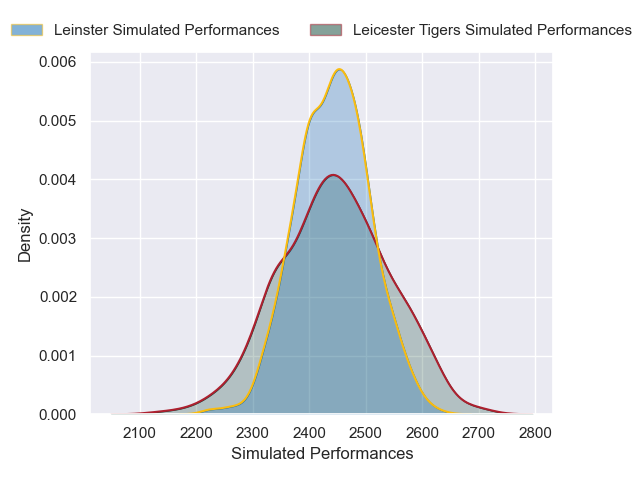 Leinster Simulated Performances Leicester Tigers Simulated Performances
0.006
0.005
0.004
0.003
0.002
0.001
0.000
Density
2100 2200 2300 2400 2500 2600 2700 2800
Simulated Performances